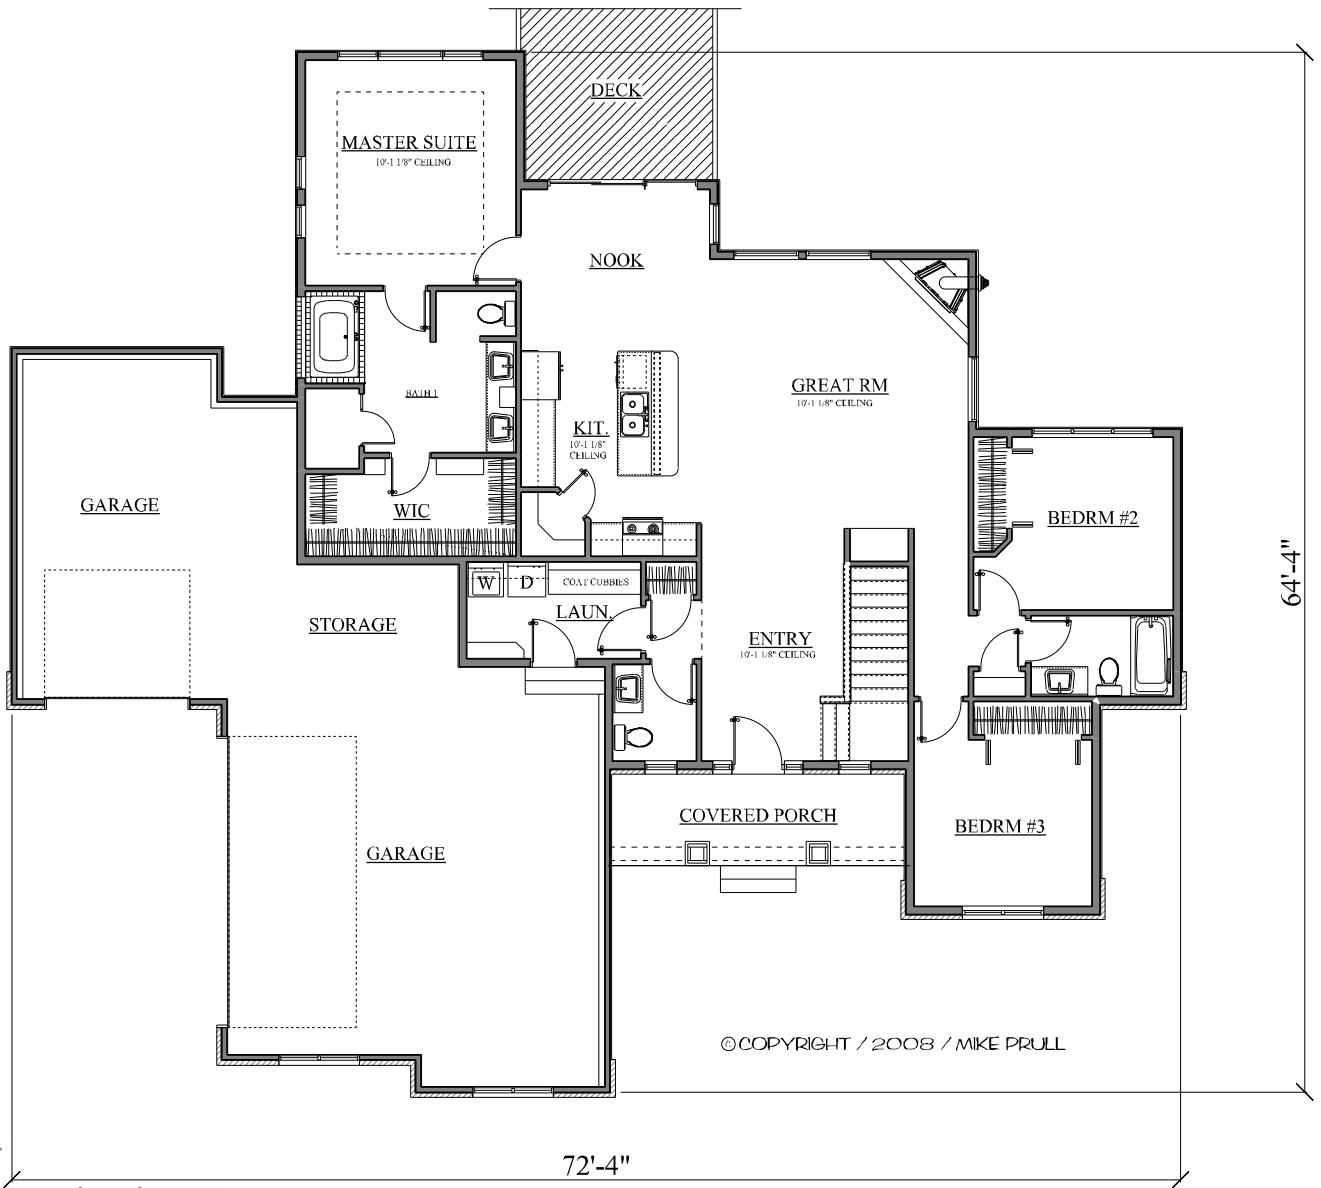 DECK
MASTER SUITE
10'-1 1/8" CEILING
NOOK
GREAT RM
10'-1 1/8" CEILING
BATH 1
KIT.
10'-1 1/8"
CEILING
GARAGE
WIC
BEDRM #2
64'-4"
W
D
COAT CUBBIES
LAUN.
STORAGE
ENTRY
10'-1 1/8" CEILING
COVERED PORCH
BEDRM #3
GARAGE
©COPYRIGHT / 2008 / MIKE PRULL
72'-4"